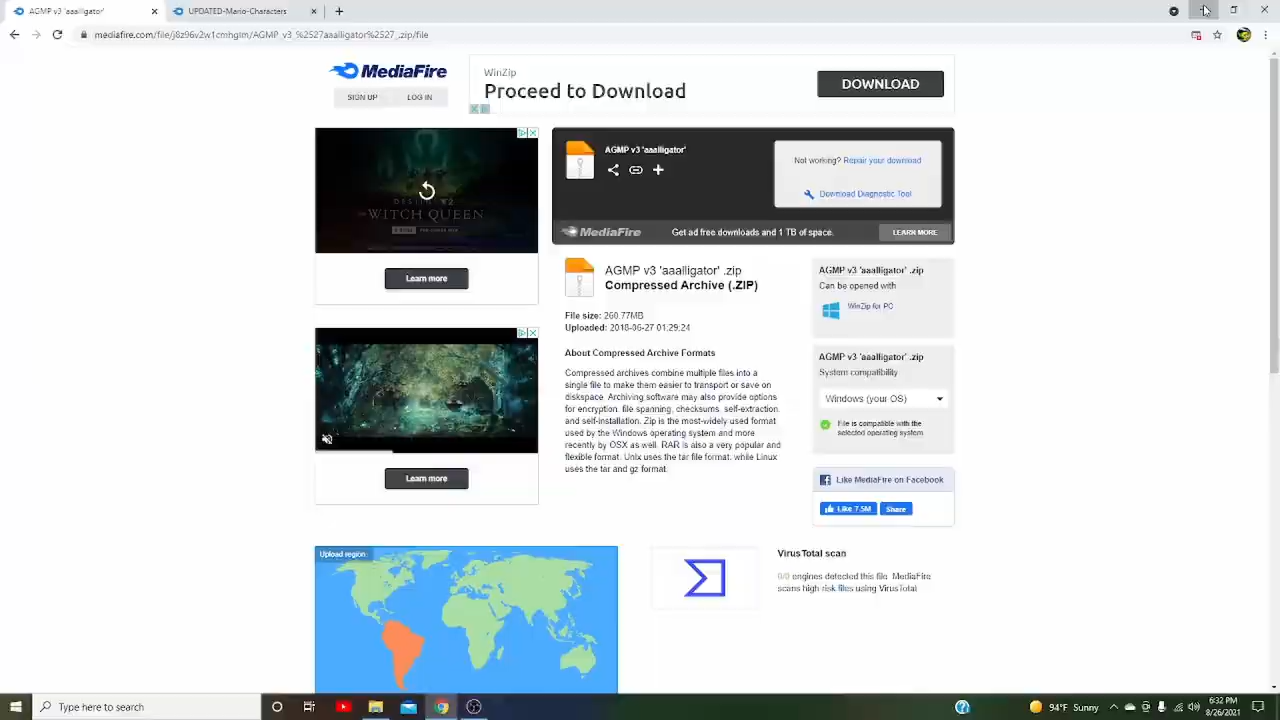 AGMP v3 'aaalligator'
UPDATED-Mario-Characters
mediafire.com/file/j8z96v2w1cmhglm/AGMP_v3_%2527aaalligator%2527_.zip/file
MediaFire
SIGN UP
LOG IN
WinZip
Proceed to Download
DOWNLOAD
WITCH QUEEN
Learn more
AGMP v3 'aaalligator'
Not working? Repair your download
Download Diagnostic Tool
MediaFire
Get ad free downloads and 1 TB of space.
LEARN MORE
AGMP v3 'aaalligator' .zip
Compressed Archive (.ZIP)
File size: 260.77MB
Uploaded: 2018-06-27 01:29:24
About Compressed Archive Formats
Compressed archives combine multiple files into a
single file to make them easier to transport or save on
diskspace. Archiving software may also provide options
for encryption, file spanning, checksums, self-extraction,
and self-installation. Zip is the most-widely used format
used by the Windows operating system and more
recently by OSX as well. RAR is also a very popular and
flexible format. Unix uses the tar file format, while Linux
uses the tar and gz format.
AGMP v3 'aaalligator' .zip
Can be opened with
WinZip for PC
AGMP v3 'aaalligator' .zip
System compatibility
Windows (your OS)
File is compatible with the
selected operating system
Like MediaFire on Facebook
Like 7.5M
Share
Learn more
Upload region:
VirusTotal scan
0/0 engines detected this file. MediaFire
scans high risk files using VirusTotal
Type here to search
94°F Sunny
6:32 PM
8/26/2021